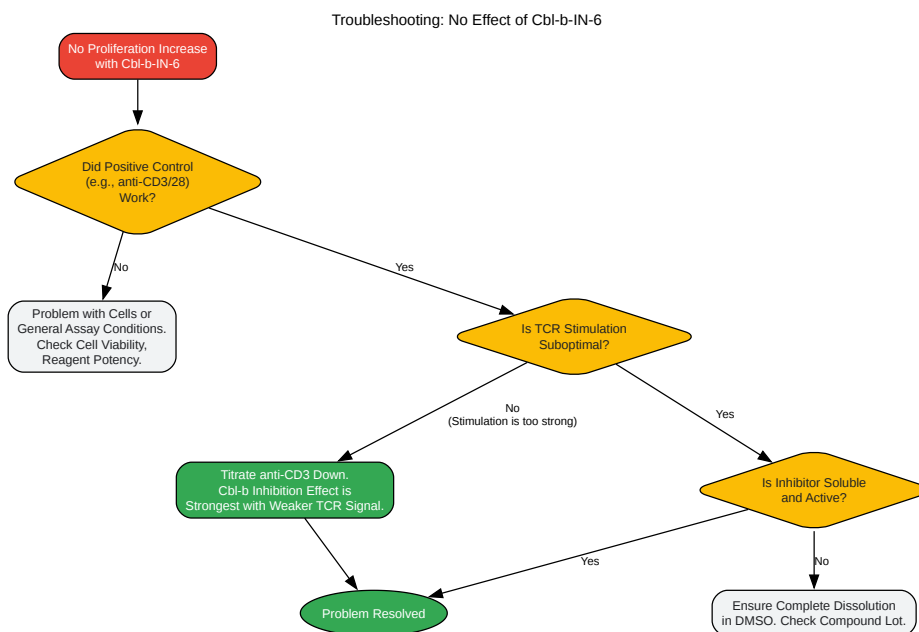 Troubleshooting: No Effect of Cbl-b-IN-6
No Proliferation Increase
with Cbl-b-IN-6
Did Positive Control
(e.g., anti-CD3/28)
Work?
No
Yes
Problem with Cells or
General Assay Conditions.
Check Cell Viability,
Reagent Potency.
Is TCR Stimulation
Suboptimal?
No
(Stimulation is too strong)
Yes
Titrate anti-CD3 Down.
Cbl-b Inhibition Effect is
Strongest with Weaker TCR Signal.
Is Inhibitor Soluble
and Active?
Yes
No
Problem Resolved
Ensure Complete Dissolution
in DMSO. Check Compound Lot.